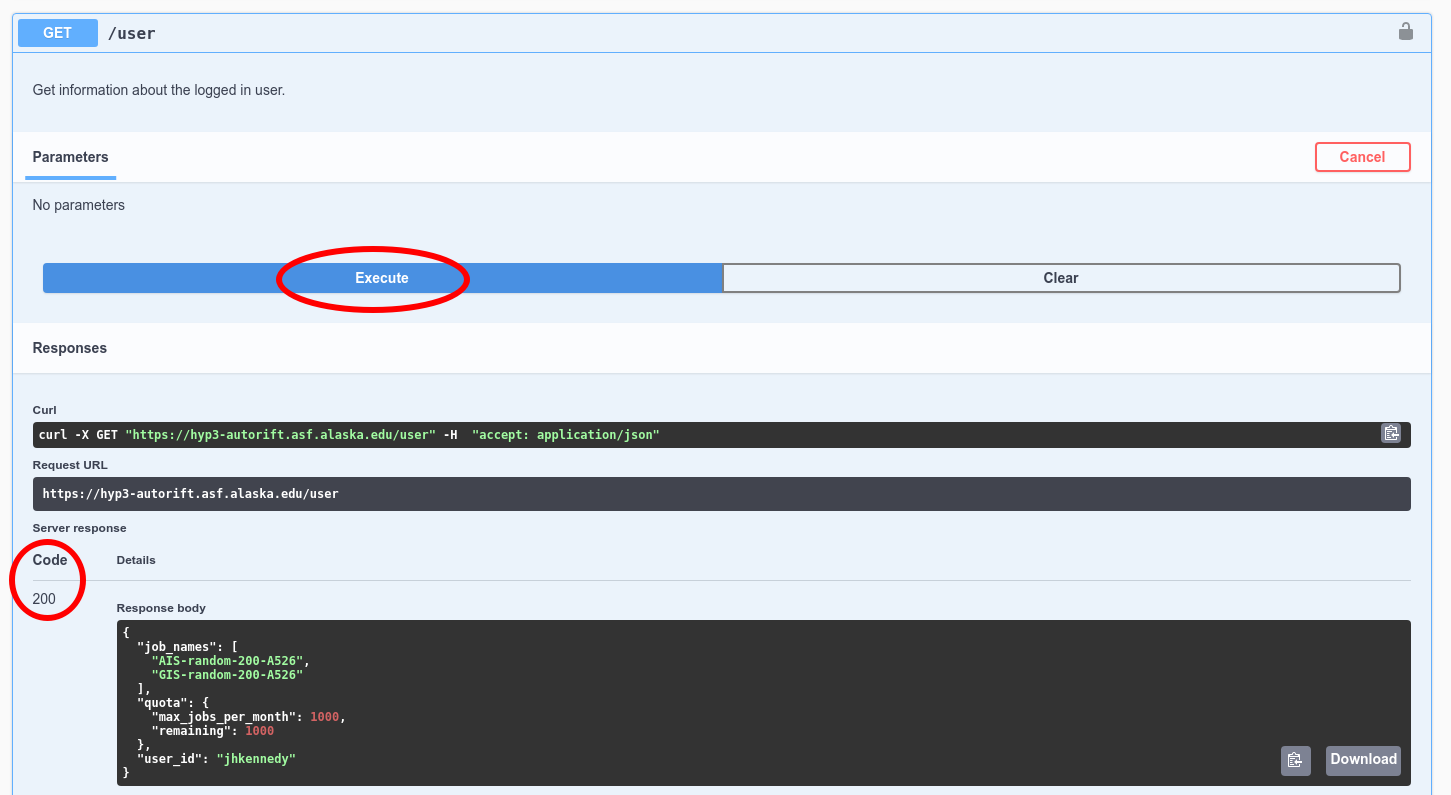 GET /user
Get information about the logged in user.
Parameters
Cancel
No parameters
Execute
Clear
Responses
Curl
curl -X GET "https://hyp3-autorift.asf.alaska.edu/user" -H  "accept: application/json"
Request URL
https://hyp3-autorift.asf.alaska.edu/user
Server response
Code Details
200
Response body
{
  "job_names": [
    "AIS-random-200-A526",
    "GIS-random-200-A526"
  ],
  "quota": {
    "max_jobs_per_month": 1000,
    "remaining": 1000
  },
  "user_id": "jhkennedy"
}
Download